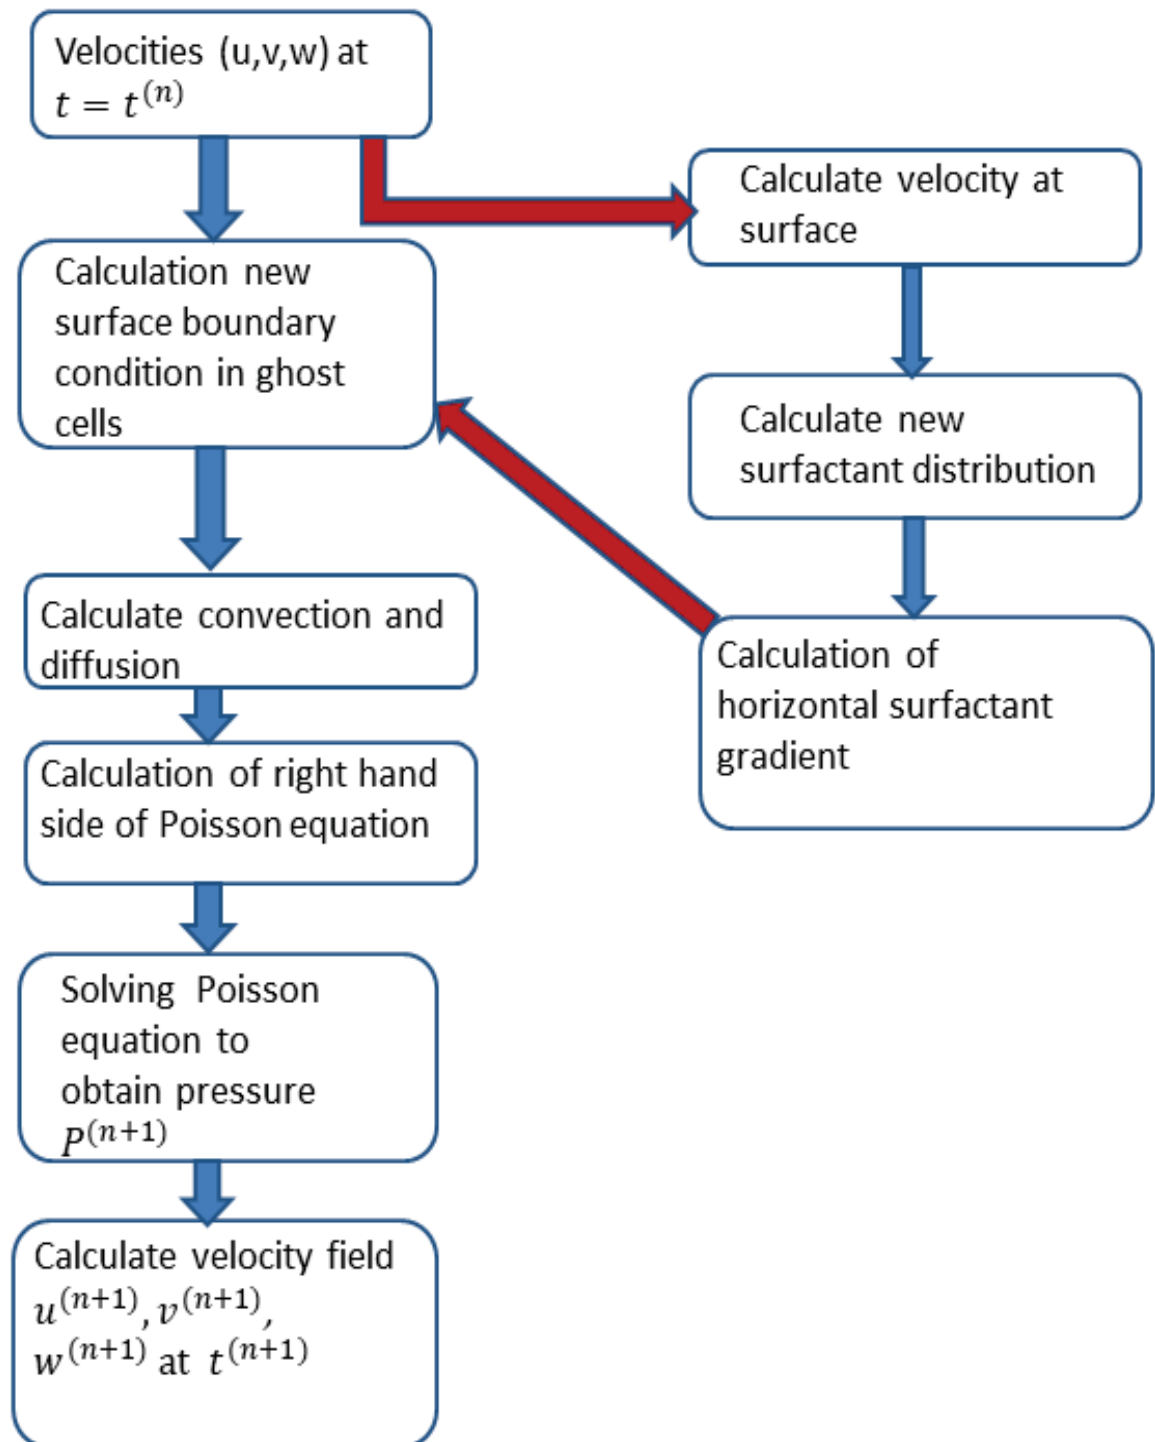 Velocities (u,v,w) at
t = t^(n)
Calculation new
surface boundary
condition in ghost
cells
Calculate convection and
diffusion
Calculation of right hand
side of Poisson equation
Solving Poisson
equation to
obtain pressure
P^(n+1)
Calculate velocity field
u^(n+1), v^(n+1),
w^(n+1) at t^(n+1)
Calculate velocity at
surface
Calculate new
surfactant distribution
Calculation of
horizontal surfactant
gradient